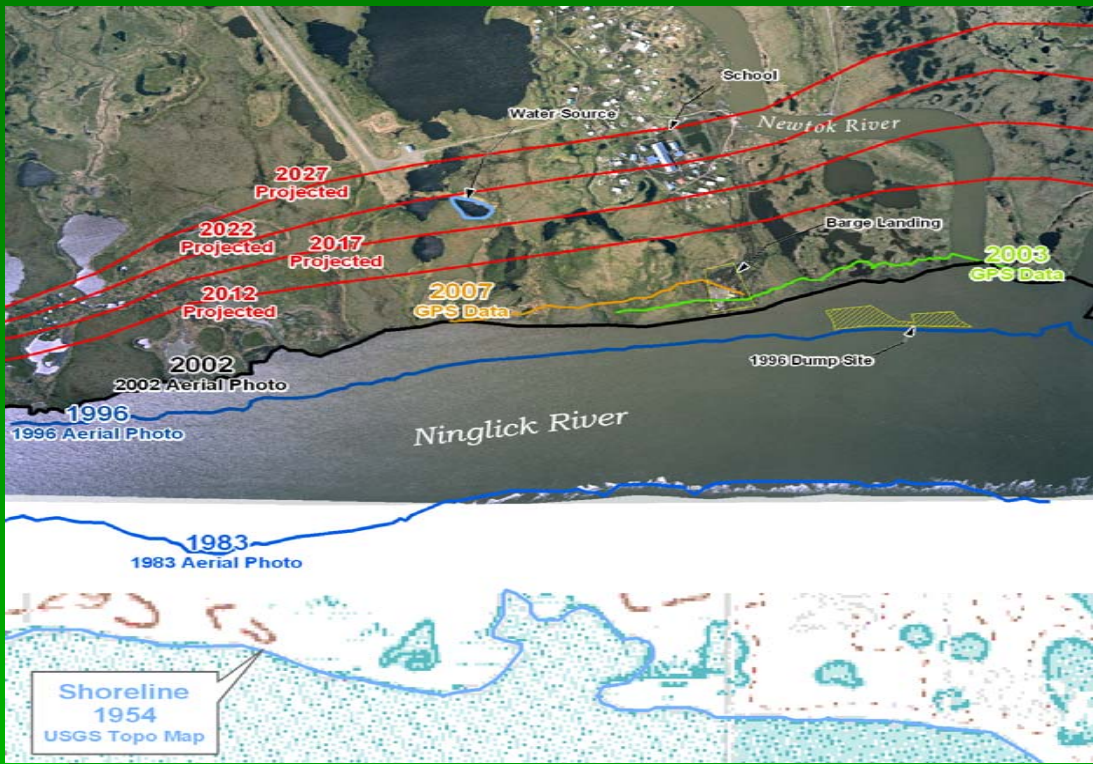 School
Water Source
Newtok River
2027
Projected
2022
Projected
2017
Projected
Barge Landing
2012
Projected
2007
GPS Data
2003
GPS Data
2002
2002 Aerial Photo
1996 Dump Site
1996
1996 Aerial Photo
Ninglick River
1983
1983 Aerial Photo
Shoreline
1954
USGS Topo Map